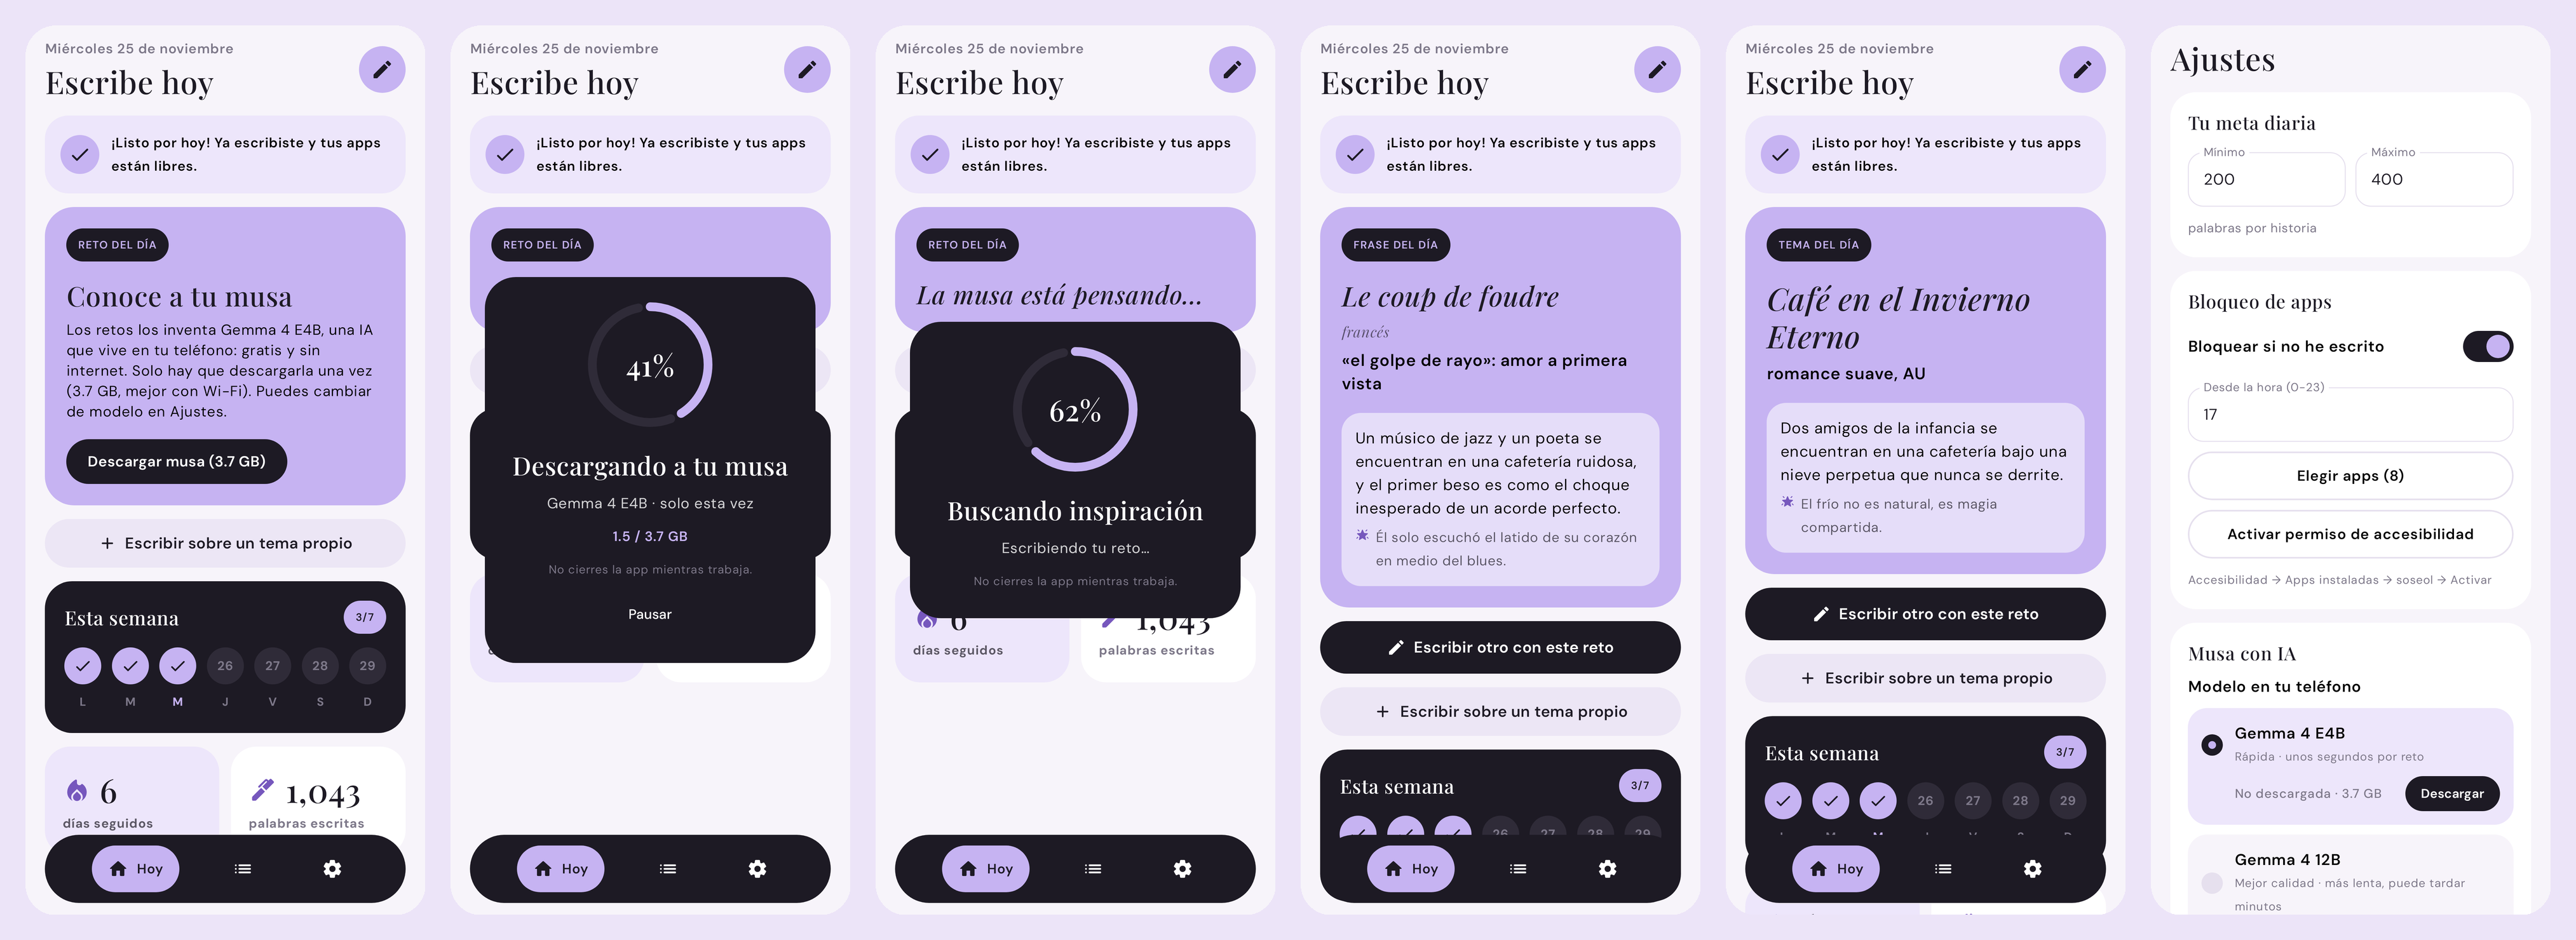 Miércoles 25 de noviembre
Escribe hoy
¡Listo por hoy! Ya escribiste y tus apps
están libres.
RETO DEL DÍA
Conoce a tu musa
Los retos los inventa Gemma 4 E4B, una IA
que vive en tu teléfono: gratis y sin
internet. Solo hay que descargarla una vez
(3.7 GB, mejor con Wi-Fi). Puedes cambiar
de modelo en Ajustes.
Descargar musa (3.7 GB)
+ Escribir sobre un tema propio
Esta semana
3/7
26 27 28 29
L M M J V S D
6
días seguidos
1,043
palabras escritas
Hoy
Miércoles 25 de noviembre
Escribe hoy
¡Listo por hoy! Ya escribiste y tus apps
están libres.
RETO DEL DÍA
41%
Descargando a tu musa
Gemma 4 E4B · solo esta vez
1.5 / 3.7 GB
No cierres la app mientras trabaja.
Pausar
Hoy
Miércoles 25 de noviembre
Escribe hoy
¡Listo por hoy! Ya escribiste y tus apps
están libres.
RETO DEL DÍA
La musa está pensando...
62%
Buscando inspiración
Escribiendo tu reto...
No cierres la app mientras trabaja.
6
días seguidos
1,043
palabras escritas
Hoy
Miércoles 25 de noviembre
Escribe hoy
¡Listo por hoy! Ya escribiste y tus apps
están libres.
FRASE DEL DÍA
Le coup de foudre
francés
«el golpe de rayo»: amor a primera
vista
Un músico de jazz y un poeta se
encuentran en una cafetería ruidosa,
y el primer beso es como el choque
inesperado de un acorde perfecto.
Él solo escuchó el latido de su corazón
en medio del blues.
Escribir otro con este reto
+ Escribir sobre un tema propio
Esta semana
3/7
26 27 28 29
Hoy
Miércoles 25 de noviembre
Escribe hoy
¡Listo por hoy! Ya escribiste y tus apps
están libres.
TEMA DEL DÍA
Café en el Invierno
Eterno
romance suave, AU
Dos amigos de la infancia se
encuentran en una cafetería bajo una
nieve perpetua que nunca se derrite.
El frío no es natural, es magia
compartida.
Escribir otro con este reto
+ Escribir sobre un tema propio
Esta semana
3/7
26 27 28 29
Hoy
Ajustes
Tu meta diaria
Mínimo
200
Máximo
400
palabras por historia
Bloqueo de apps
Bloquear si no he escrito
Desde la hora (0-23)
17
Elegir apps (8)
Activar permiso de accesibilidad
Accesibilidad → Apps instaladas → soseol → Activar
Musa con IA
Modelo en tu teléfono
Gemma 4 E4B
Rápida · unos segundos por reto
No descargada · 3.7 GB
Descargar
Gemma 4 12B
Mejor calidad · más lenta, puede tardar
minutos